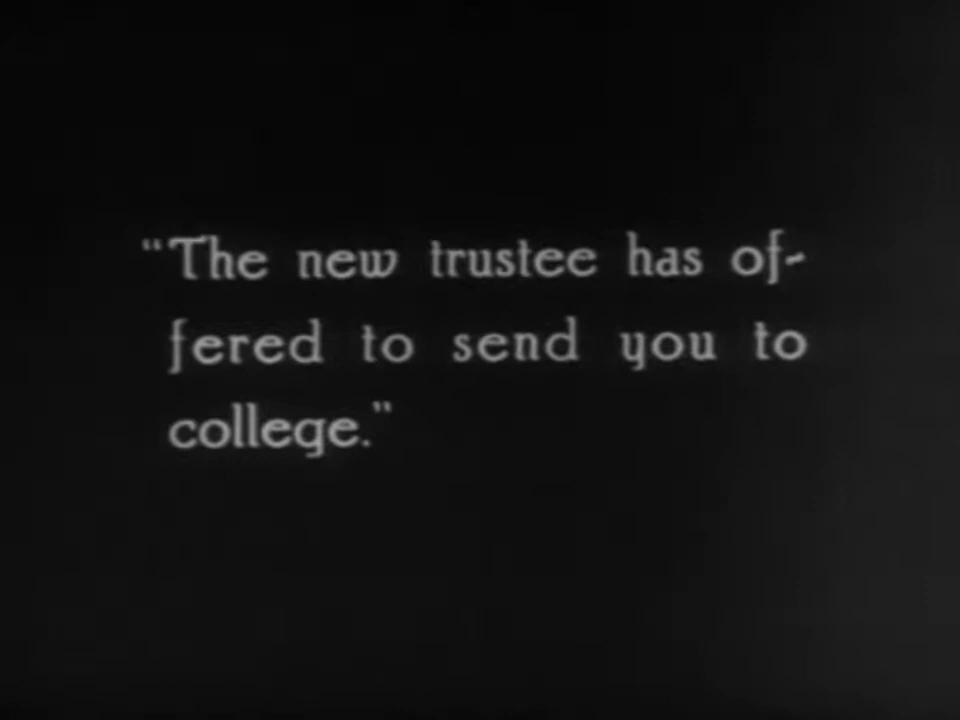 "The new trustee has of-
fered to send you to
college."